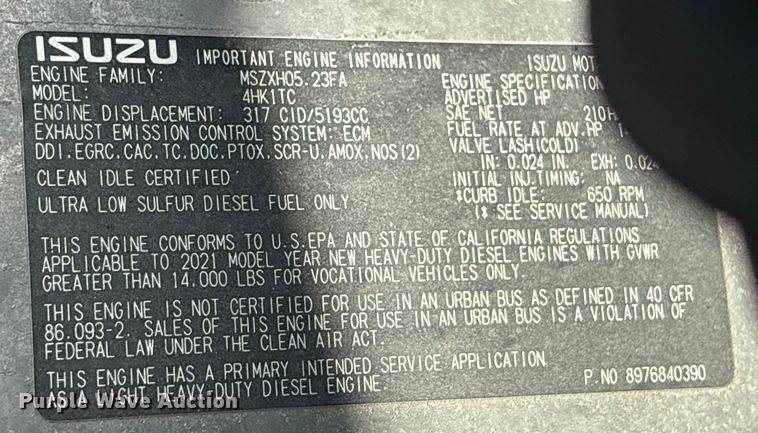 ISUZU IMPORTANT ENGINE INFORMATION ISUZU
ENGINE FAMILY: MSZXH05.23FA
MODEL: 4HK1TC
ENGINE DISPLACEMENT: 317 CID/5193CC
EXHAUST EMISSION CONTROL SYSTEM: ECM
DDI.EGRC.CAC.TC.DOC.PTOX.SCR-U.AMOX.NOS(2)
CLEAN IDLE CERTIFIED
ULTRA LOW SULFUR DIESEL FUEL ONLY
ENGINE SPECIFICATION
ADVERTISED HP
SAE NET 210H
FUEL RATE AT ADV.HP
VALVE LASH(COLD)
IN: 0.024 IN. EXH: 0.024
INITIAL INJ.TIMING: NA
*CURB IDLE: 650 RPM
(* SEE SERVICE MANUAL)
THIS ENGINE CONFORMS TO U.S.EPA AND STATE OF CALIFORNIA REGULATIONS
APPLICABLE TO 2021 MODEL YEAR NEW HEAVY-DUTY DIESEL ENGINES WITH GVWR
GREATER THAN 14.000 LBS FOR VOCATIONAL VEHICLES ONLY.
THIS ENGINE IS NOT CERTIFIED FOR USE IN AN URBAN BUS AS DEFINED IN 40 CFR
86.093-2. SALES OF THIS ENGINE FOR USE IN AN URBAN BUS IS A VIOLATION OF
FEDERAL LAW UNDER THE CLEAN AIR ACT.
THIS ENGINE HAS A PRIMARY INTENDED SERVICE APPLICATION
AS A LIGHT HEAVY-DUTY DIESEL ENGINE.
P.NO 8976840390
Purple Wave Auction